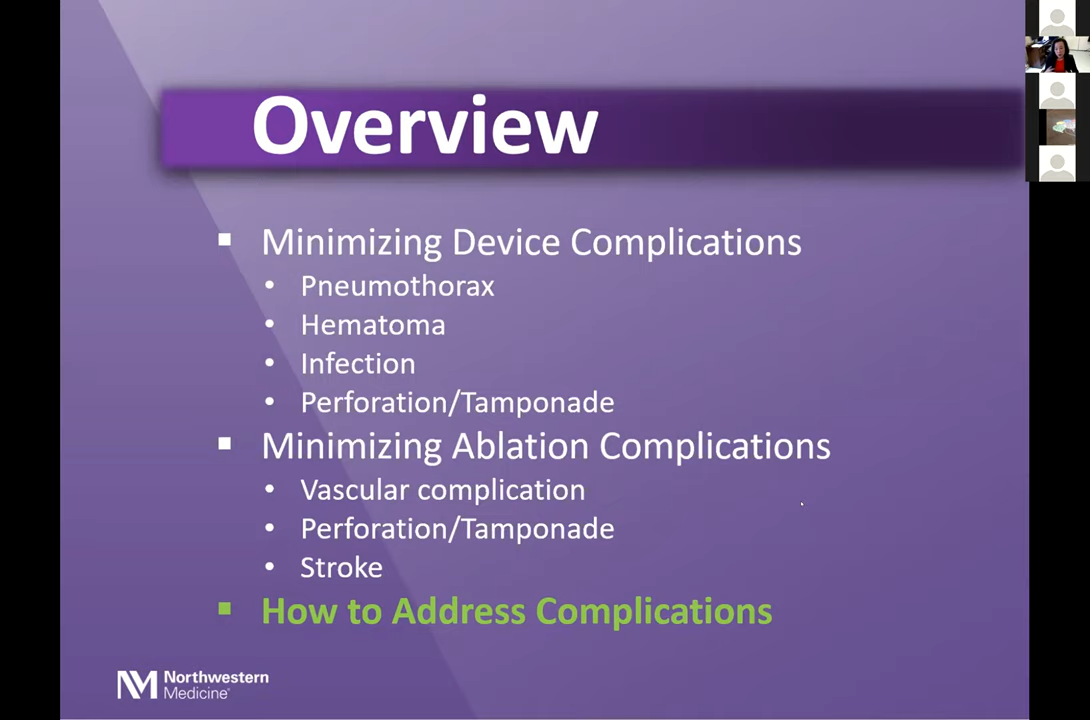 Overview
Minimizing Device Complications
Pneumothorax
Hematoma
Infection
Perforation/Tamponade
Minimizing Ablation Complications
Vascular complication
Perforation/Tamponade
Stroke
How to Address Complications
Northwestern
Medicine